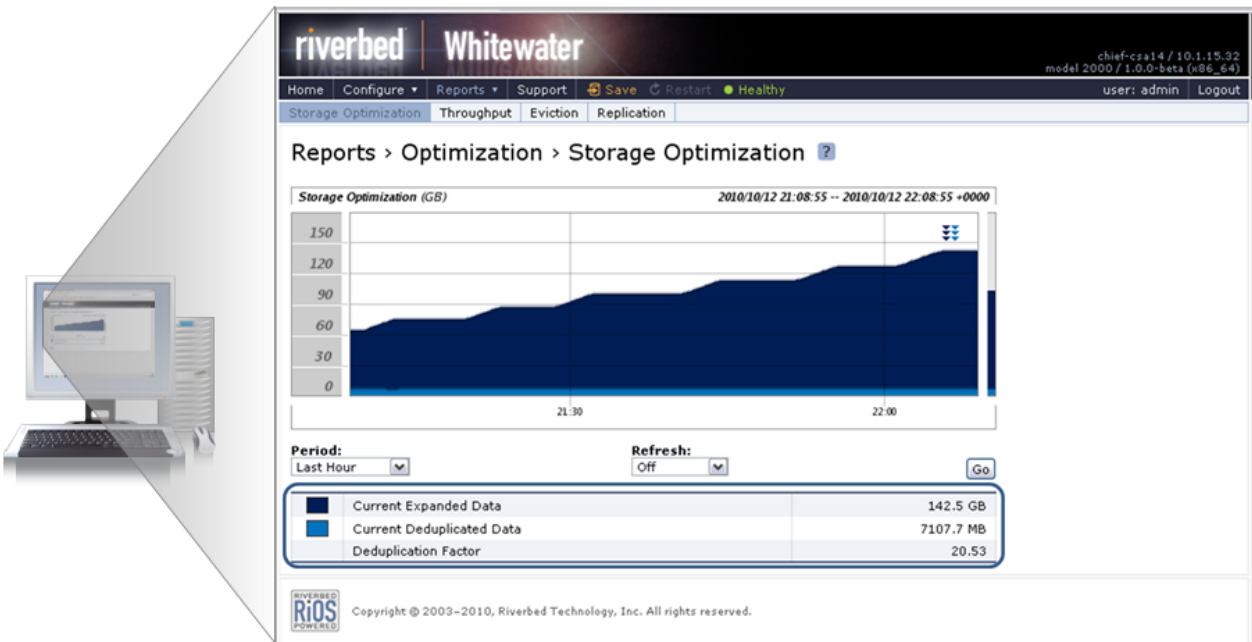 riverbed Whitewater
chief-csa14 / 10.1.15.32
model 2000 / 1.0.0-beta (x86_64)
Home Configure ▾ Reports ▾ Support Save Restart Healthy user: admin Logout
Storage Optimization Throughput Eviction Replication
Reports › Optimization › Storage Optimization ?
Storage Optimization (GB) 2010/10/12 21:08:55 -- 2010/10/12 22:08:55 +0000
150
120
90
60
30
0
21:30 22:00
Period: Refresh:
Last Hour Off Go
Current Expanded Data 142.5 GB
Current Deduplicated Data 7107.7 MB
Deduplication Factor 20.53
RIVERBED
RiOS
POWERED
Copyright © 2003–2010, Riverbed Technology, Inc. All rights reserved.